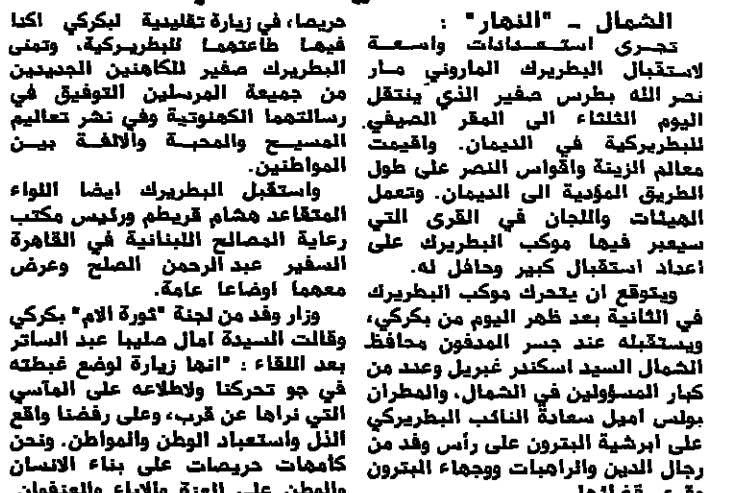 الشمال – "النهار" :
تجرى استعدادات واسعة
لاستقبال البطريرك الماروني مار
نصر الله بطرس صفير الذي ينتقل
اليوم الثلثاء الى المقر الصيفي
للبطريركية في الديمان. واقيمت
معالم الزينة واقواس النصر على طول
الطريق المؤدية الى الديمان. وتعمل
الهيئات واللجان في القرى التي
سيعبر فيها موكب البطريرك على
اعداد استقبال كبير وحافل له.
ويتوقع ان يتحرك موكب البطريرك
في الثانية بعد ظهر اليوم من بكركي،
ويستقبله عند جسر المدفون محافظ
الشمال السيد اسكندر غبريل وعدد من
كبار المسؤولين في الشمال، والمطران
بولس اميل سعادة النائب البطريركي
على ابرشية البترون على رأس وفد من
رجال الدين والراهبات ووجهاء البترون
حريصا، في زيارة تقليدية لبكركي اكدا
فيها طاعتهما للبطريركية، وتمنى
البطريرك صفير للكاهنين الجديدين
من جميعة المرسلين التوفيق في
رسالتهما الكهنوتية وفي نشر تعاليم
المسيح والمحبة والالفة بين
المواطنين.
واستقبل البطريرك ايضا اللواء
المتقاعد هشام قريطم ورئيس مكتب
رعاية المصالح اللبنانية في القاهرة
السفير عبد الرحمن الصلح وعرض
معهما اوضاعا عامة.
وزار وفد من لجنة "ثورة الام" بكركي
وقالت السيدة امال صليبا عبد الساتر
بعد اللقاء : "انها زيارة لوضع غبطته
في جو تحركنا ولاطلاعه على المآسي
التي نراها عن قرب، وعلى رفضنا واقع
الذل واستعباد الوطن والمواطن. ونحن
كأمهات حريصات على بناء الانسان
والوطن على العزة والاباء والعنفوان.